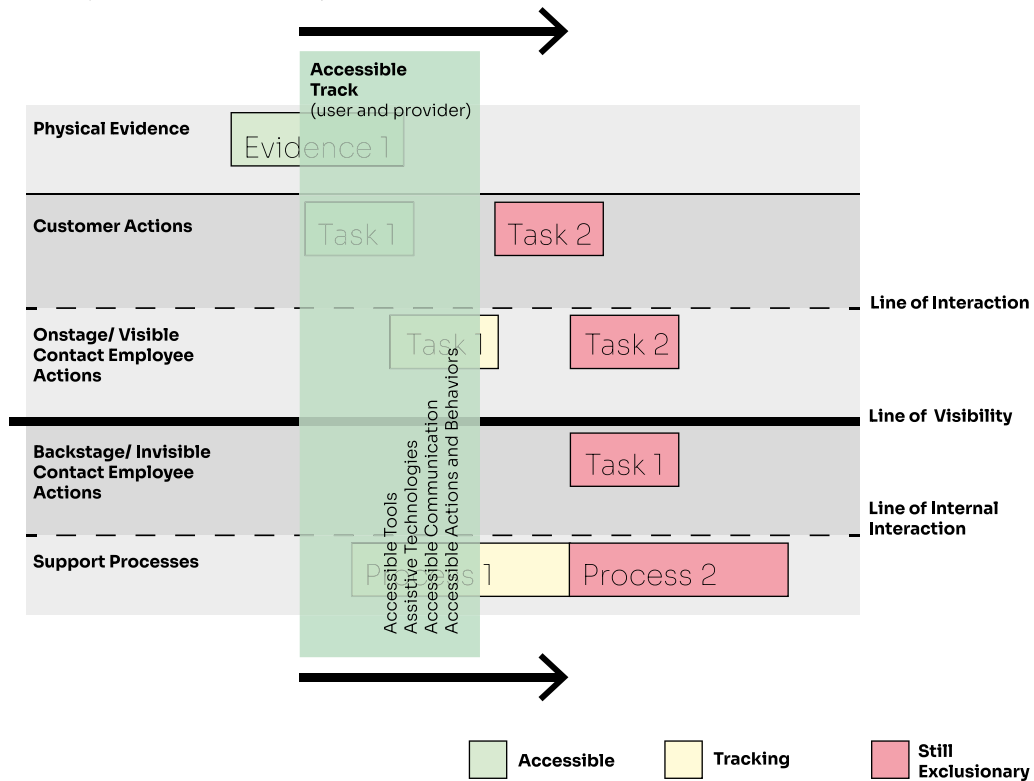 Accessible
Track
(user and provider)
Physical Evidence
Evidence 1
Customer Actions
Task 1
Task 2
Line of Interaction
Onstage/ Visible
Contact Employee
Actions
Task 1
Task 2
Line of Visibility
Backstage/ Invisible
Contact Employee
Actions
Task 1
Line of Internal
Interaction
Support Processes
Process 1
Process 2
Accessible Tools
Assistive Technologies
Accessible Communication
Accessible Actions and Behaviors
Accessible
Tracking
Still
Exclusionary